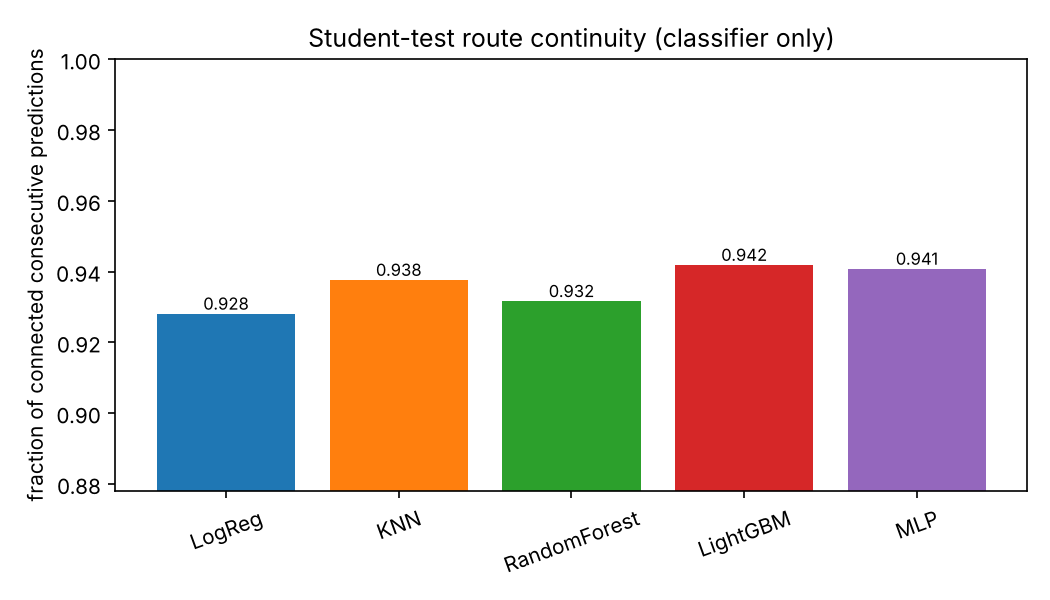 Student-test route continuity (classifier only)
fraction of connected consecutive predictions
1.00
0.98
0.96
0.94
0.92
0.90
0.88
0.928
0.938
0.932
0.942
0.941
LogReg
KNN
RandomForest
LightGBM
MLP